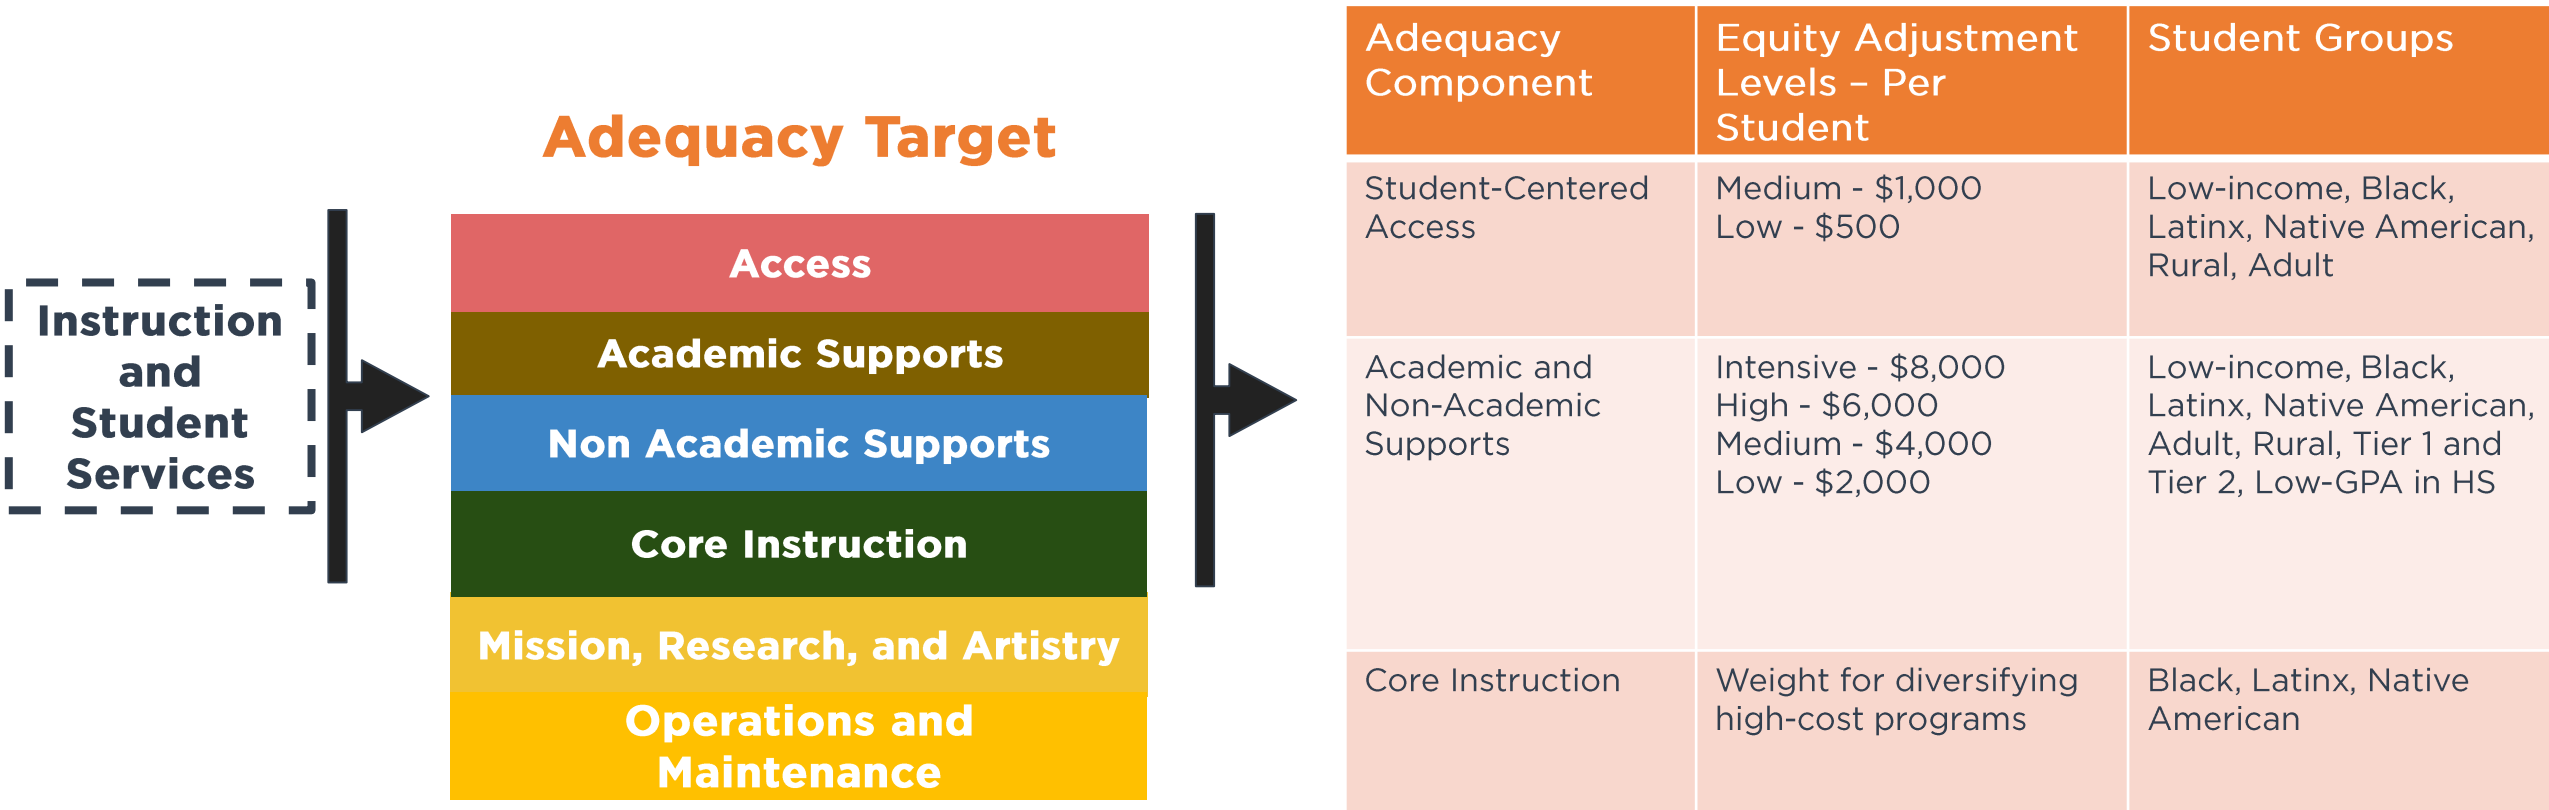 Instruction
and
Student
Services
Adequacy Target
Access
Academic Supports
Non Academic Supports
Core Instruction
Mission, Research, and Artistry
Operations and
Maintenance
Adequacy
Component
Equity Adjustment
Levels – Per
Student
Student Groups
Student-Centered
Access
Medium - $1,000
Low - $500
Low-income, Black,
Latinx, Native American,
Rural, Adult
Academic and
Non-Academic
Supports
Intensive - $8,000
High - $6,000
Medium - $4,000
Low - $2,000
Low-income, Black,
Latinx, Native American,
Adult, Rural, Tier 1 and
Tier 2, Low-GPA in HS
Core Instruction
Weight for diversifying
high-cost programs
Black, Latinx, Native
American